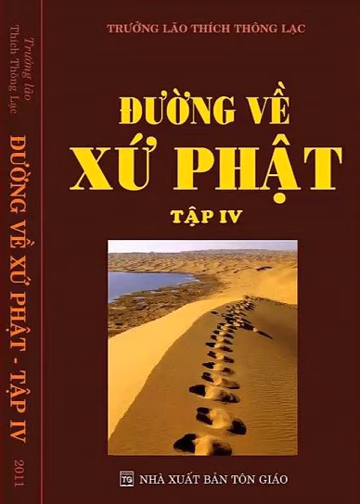 Trưởng lão
Thích Thông Lạc
ĐƯỜNG VỀ XỨ PHẬT - TẬP IV
2011
TRƯỞNG LÃO THÍCH THÔNG LẠC
ĐƯỜNG VỀ
XỨ PHẬT
TẬP IV
TG
NHÀ XUẤT BẢN TÔN GIÁO